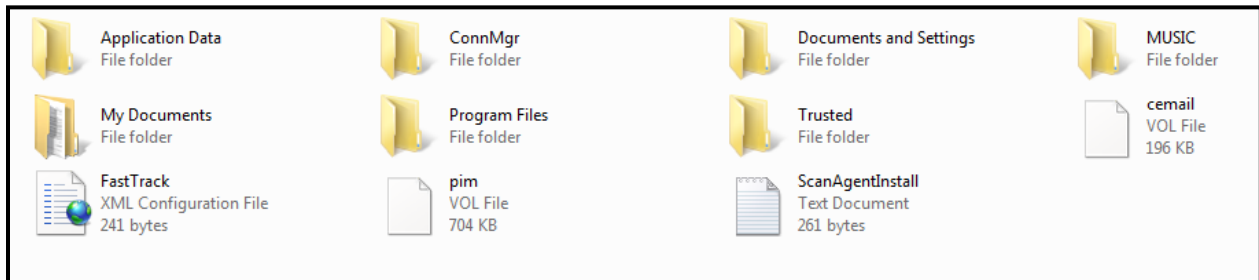 Application Data
File folder
ConnMgr
File folder
Documents and Settings
File folder
MUSIC
File folder
My Documents
File folder
Program Files
File folder
Trusted
File folder
cemail
VOL File
196 KB
FastTrack
XML Configuration File
241 bytes
pim
VOL File
704 KB
ScanAgentInstall
Text Document
261 bytes